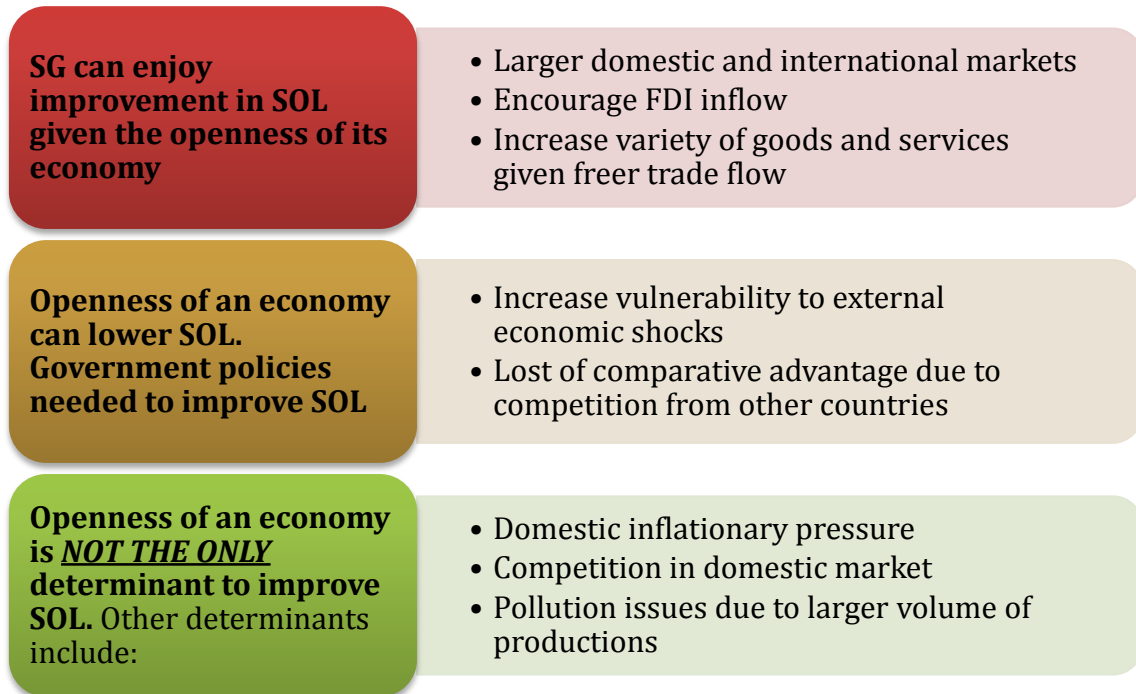 SG can enjoy
improvement in SOL
given the openness of its
economy
• Larger domestic and international markets
• Encourage FDI inflow
• Increase variety of goods and services
given freer trade flow
Openness of an economy
can lower SOL.
Government policies
needed to improve SOL
• Increase vulnerability to external
economic shocks
• Lost of comparative advantage due to
competition from other countries
Openness of an economy
is NOT THE ONLY
determinant to improve
SOL. Other determinants
include:
• Domestic inflationary pressure
• Competition in domestic market
• Pollution issues due to larger volume of
productions